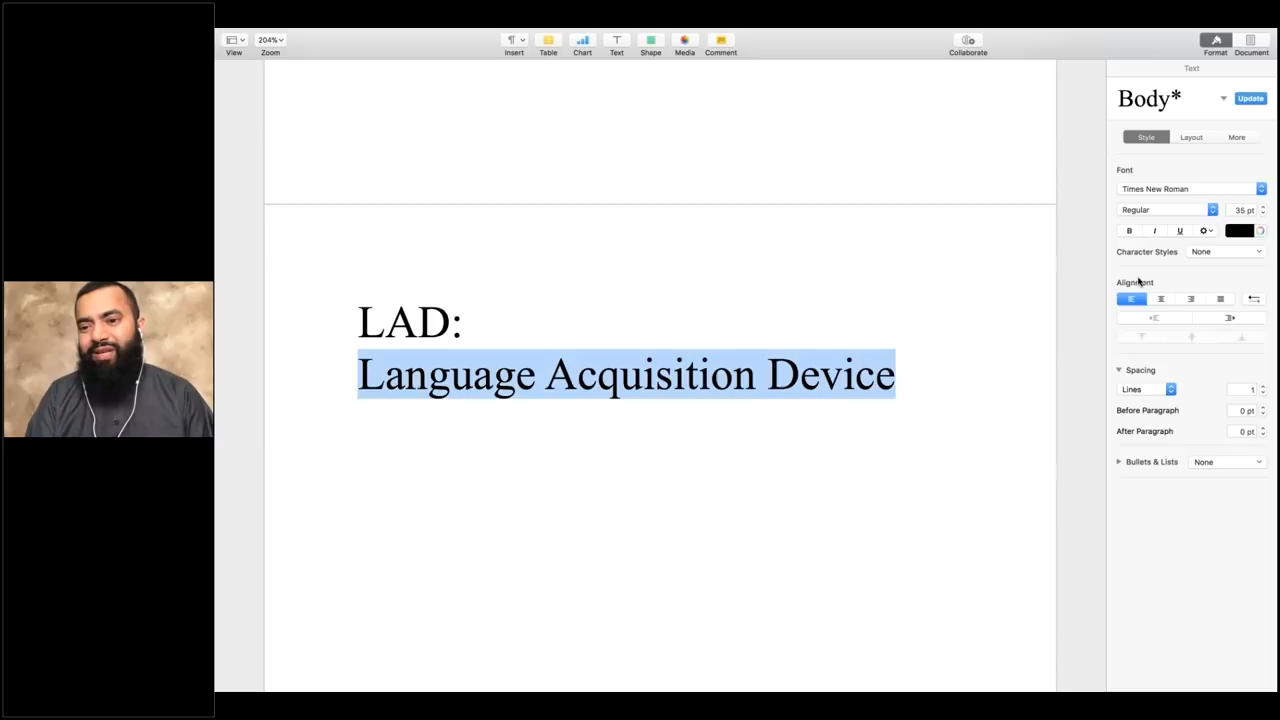 204%
View
Zoom
Insert
Table
Chart
Text
Shape
Media
Comment
Collaborate
Format
Document
Text
Body*
Update
Style
Layout
More
Font
Times New Roman
Regular
35 pt
B
I
U
Character Styles
None
Alignment
Spacing
Lines
1
Before Paragraph
0 pt
After Paragraph
0 pt
Bullets & Lists
None
LAD:
Language Acquisition Device